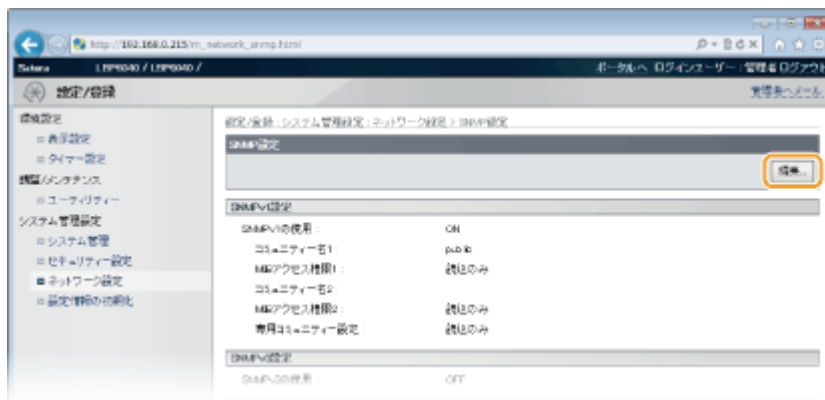 http://192.168.0.215/m_network_snmp.html
Satera LBP6040 / LBP6040 / ポータルへ ログインユーザー: 管理者 ログアウト
設定/登録 管理者へメール
環境設定
表示設定
タイマー設定
調整/メンテナンス
ユーティリティー
システム管理設定
システム管理
セキュリティー設定
ネットワーク設定
設定情報の初期化
設定/登録 : システム管理設定 : ネットワーク設定 > SNMP設定
SNMP設定
編集...
SNMPv1設定
SNMPv1の使用 : ON
コミュニティー名1 : public
MIBアクセス権限1 : 読込のみ
コミュニティー名2 :
MIBアクセス権限2 : 読込のみ
専用コミュニティー設定 : 読込のみ
SNMPv3設定
SNMPv3の使用 : OFF